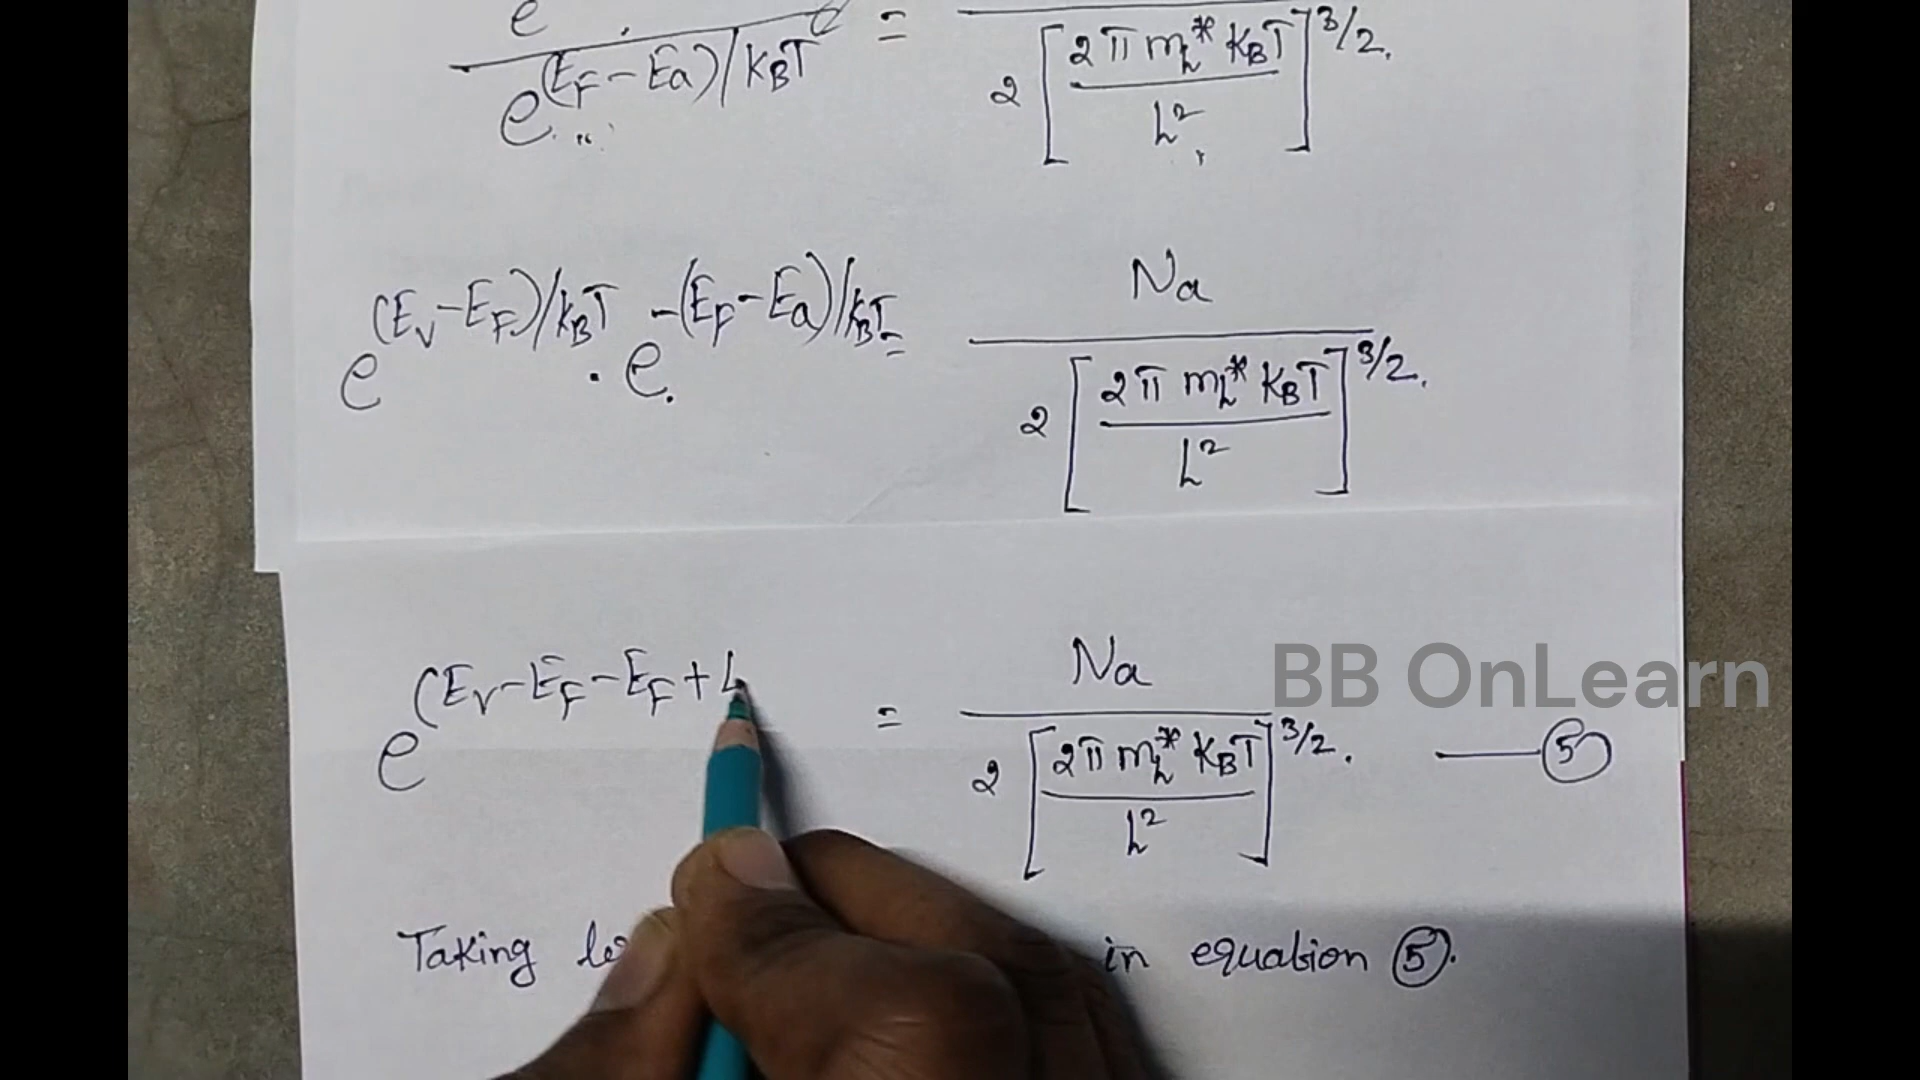 e =
e^(E_F - E_a)/k_BT 2 [2π m_h* k_BT / h²]^3/2.
e^(E_v - E_F)/k_BT . e^-(E_F - E_a)/k_BT = Na / 2 [2π m_h* k_BT / h²]^3/2.
e^(E_v - E_F - E_F + = Na / 2 [2π m_h* k_BT / h²]^3/2. — 5
BB OnLearn
Taking in equation 5.